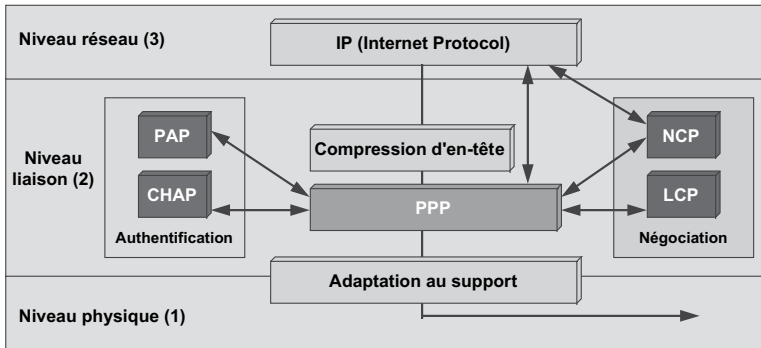 Niveau réseau (3)
IP (Internet Protocol)
Niveau
liaison (2)
PAP
CHAP
Authentification
Compression d'en-tête
PPP
NCP
LCP
Négociation
Adaptation au support
Niveau physique (1)